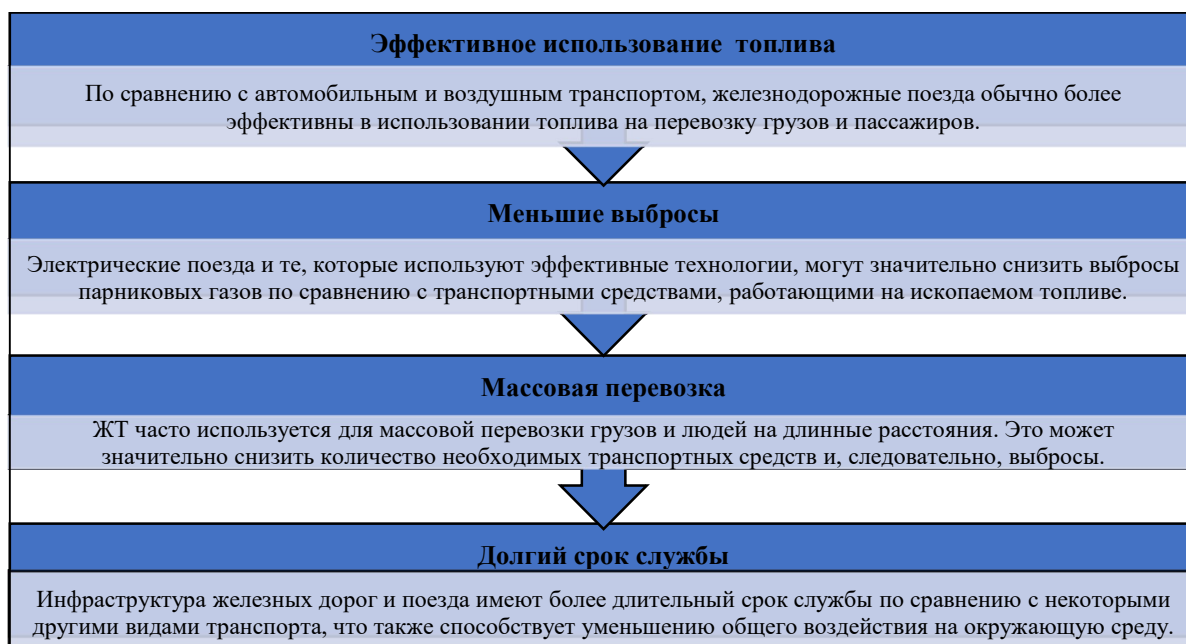 Эффективное использование топлива
По сравнению с автомобильным и воздушным транспортом, железнодорожные поезда обычно более
эффективны в использовании топлива на перевозку грузов и пассажиров.
Меньшие выбросы
Электрические поезда и те, которые используют эффективные технологии, могут значительно снизить выбросы
парниковых газов по сравнению с транспортными средствами, работающими на ископаемом топливе.
Массовая перевозка
ЖТ часто используется для массовой перевозки грузов и людей на длинные расстояния. Это может
значительно снизить количество необходимых транспортных средств и, следовательно, выбросы.
Долгий срок службы
Инфраструктура железных дорог и поезда имеют более длительный срок службы по сравнению с некоторыми
другими видами транспорта, что также способствует уменьшению общего воздействия на окружающую среду.